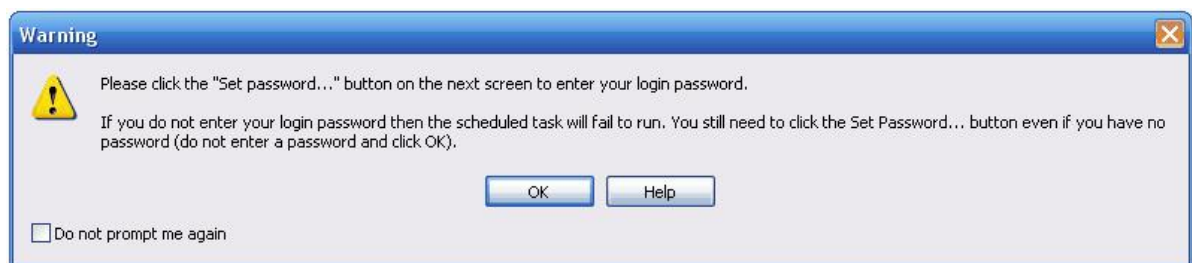 Warning
Please click the "Set password..." button on the next screen to enter your login password.
If you do not enter your login password then the scheduled task will fail to run. You still need to click the Set Password... button even if you have no
password (do not enter a password and click OK).
OK Help
Do not prompt me again